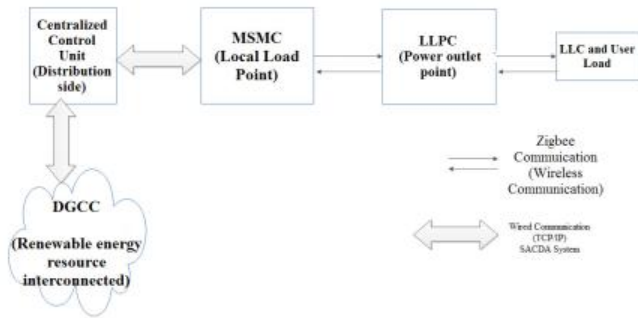 Centralized
Control
Unit
(Distribution
side)
MSMC
(Local Load
Point)
LLPC
(Power outlet
point)
LLC and User
Load
Zigbee
Commuication
(Wireless
Communication)
DGCC
(Renewable energy
resource
interconnected)
Wired Communication
(TCP/IP)
SACDA System